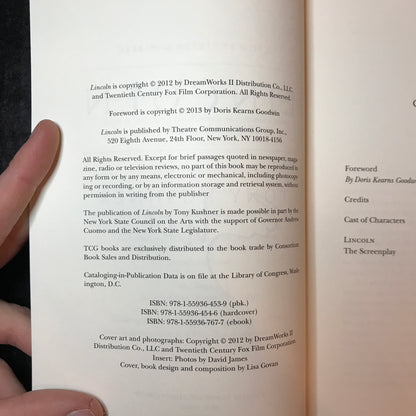 Lincoln is copyright © 2012 by DreamWorks II Distribution Co., LLC
and Twentieth Century Fox Film Corporation. All Rights Reserved.
Foreword is copyright © 2013 by Doris Kearns Goodwin
Lincoln is published by Theatre Communications Group, Inc.,
520 Eighth Avenue, 24th Floor, New York, NY 10018-4156
All Rights Reserved. Except for brief passages quoted in newspaper, maga-
zine, radio or television reviews, no part of this book may be reproduced in
any form or by any means, electronic or mechanical, including photocopy-
ing or recording, or by an information storage and retrieval system, without
permission in writing from the publisher
The publication of Lincoln by Tony Kushner is made possible in part by the
New York State Council on the Arts with the support of Governor Andrew
Cuomo and the New York State Legislature.
TCG books are exclusively distributed to the book trade by Consortium
Book Sales and Distribution.
Cataloging-in-Publication Data is on file at the Library of Congress, Wash-
ington, D.C.
ISBN: 978-1-55936-453-9 (pbk.)
ISBN: 978-1-55-454-6 (hardcover)
ISBN: 978-1-55936-767-7 (ebook)
Cover art and photographs: Copyright © 2012 by DreamWorks II
Distribution Co., LLC and Twentieth Century Fox Film Corporation
Insert: Photos by David James
Cover, book design and composition by Lisa Govan
Foreword
By Doris Kearns Goodwin
Credits
Cast of Characters
LINCOLN
The Screenplay